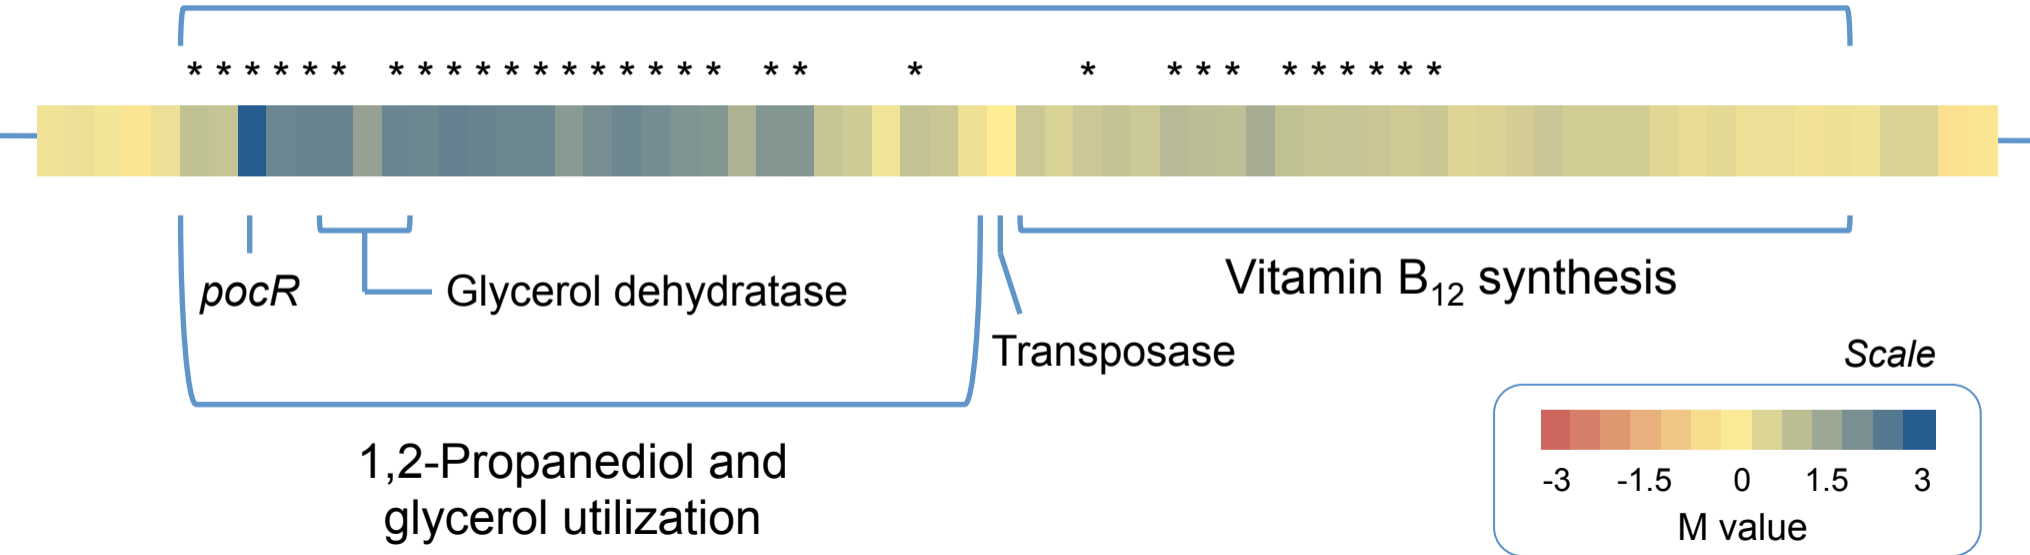 * * * * * * * * * * * * * * * * * * * * * * * * * * * * * * *
pocR
Glycerol dehydratase
Vitamin B₁₂ synthesis
Transposase
1,2-Propanediol and
glycerol utilization
Scale
-3 -1.5 0 1.5 3
M value